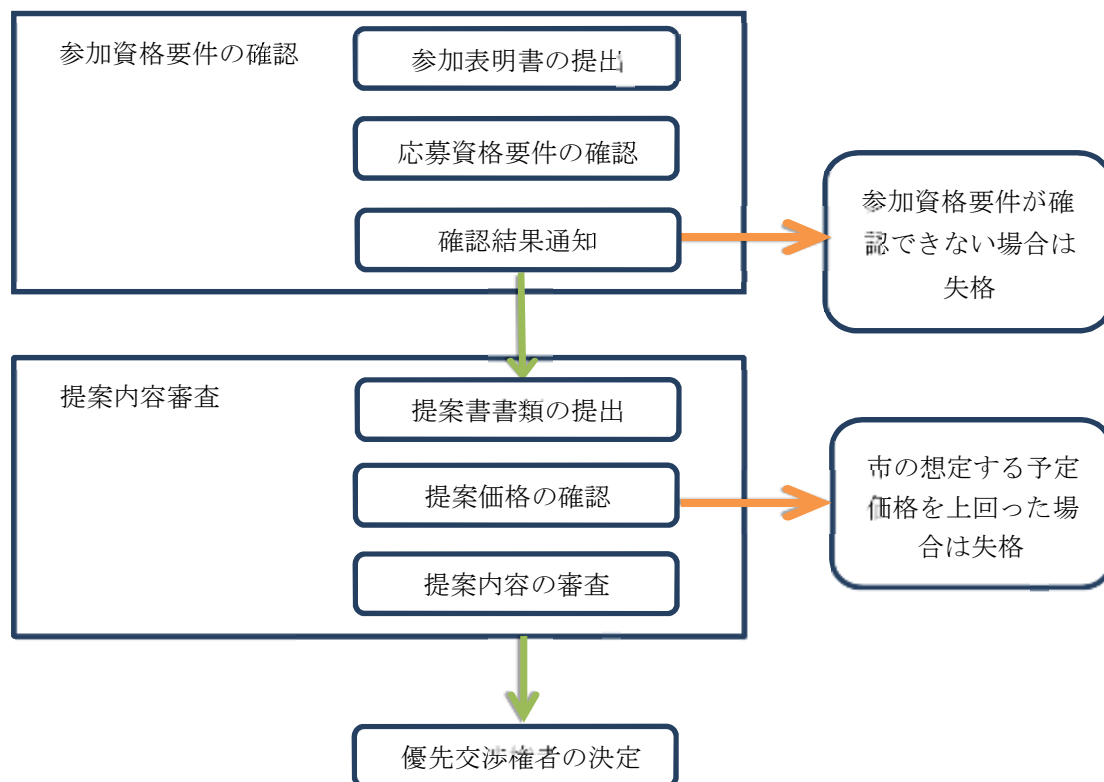 参加資格要件の確認
参加表明書の提出
応募資格要件の確認
確認結果通知
参加資格要件が確
認できない場合は
失格
提案内容審査
提案書書類の提出
提案価格の確認
提案内容の審査
市の想定する予定
価格を上回った場
合は失格
優先交渉権者の決定